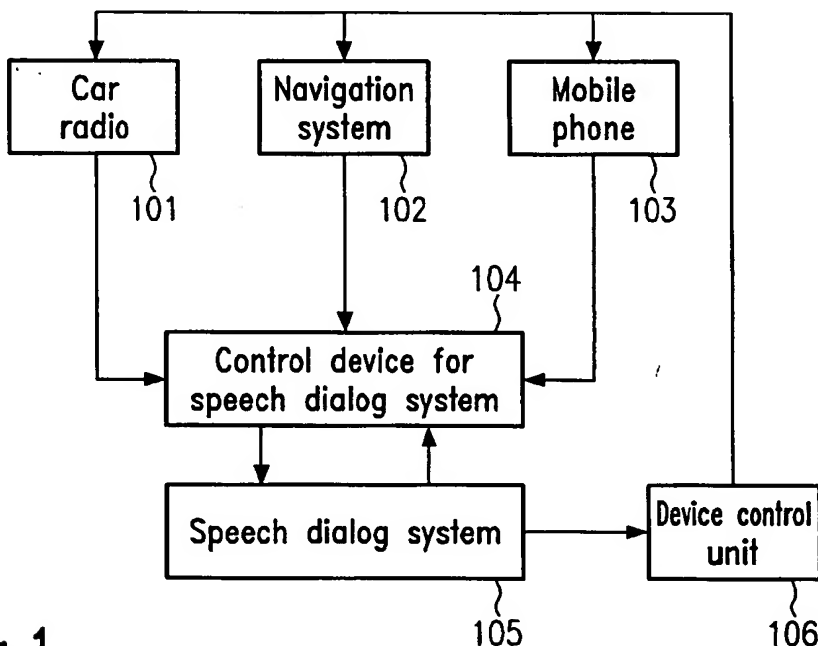 Car
radio
101
Navigation
system
102
Mobile
phone
103
104
Control device for
speech dialog system
Speech dialog system
105
Device control
unit
106
1